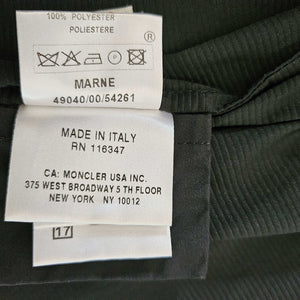 100% POLYESTER
POLIESTERE
®
MARNE
49040/00/54261
MADE IN ITALY
RN 116347
CA: MONCLER USA INC.
375 WEST BROADWAY 5 TH FLOOR
NEW YORK NY 10012
17